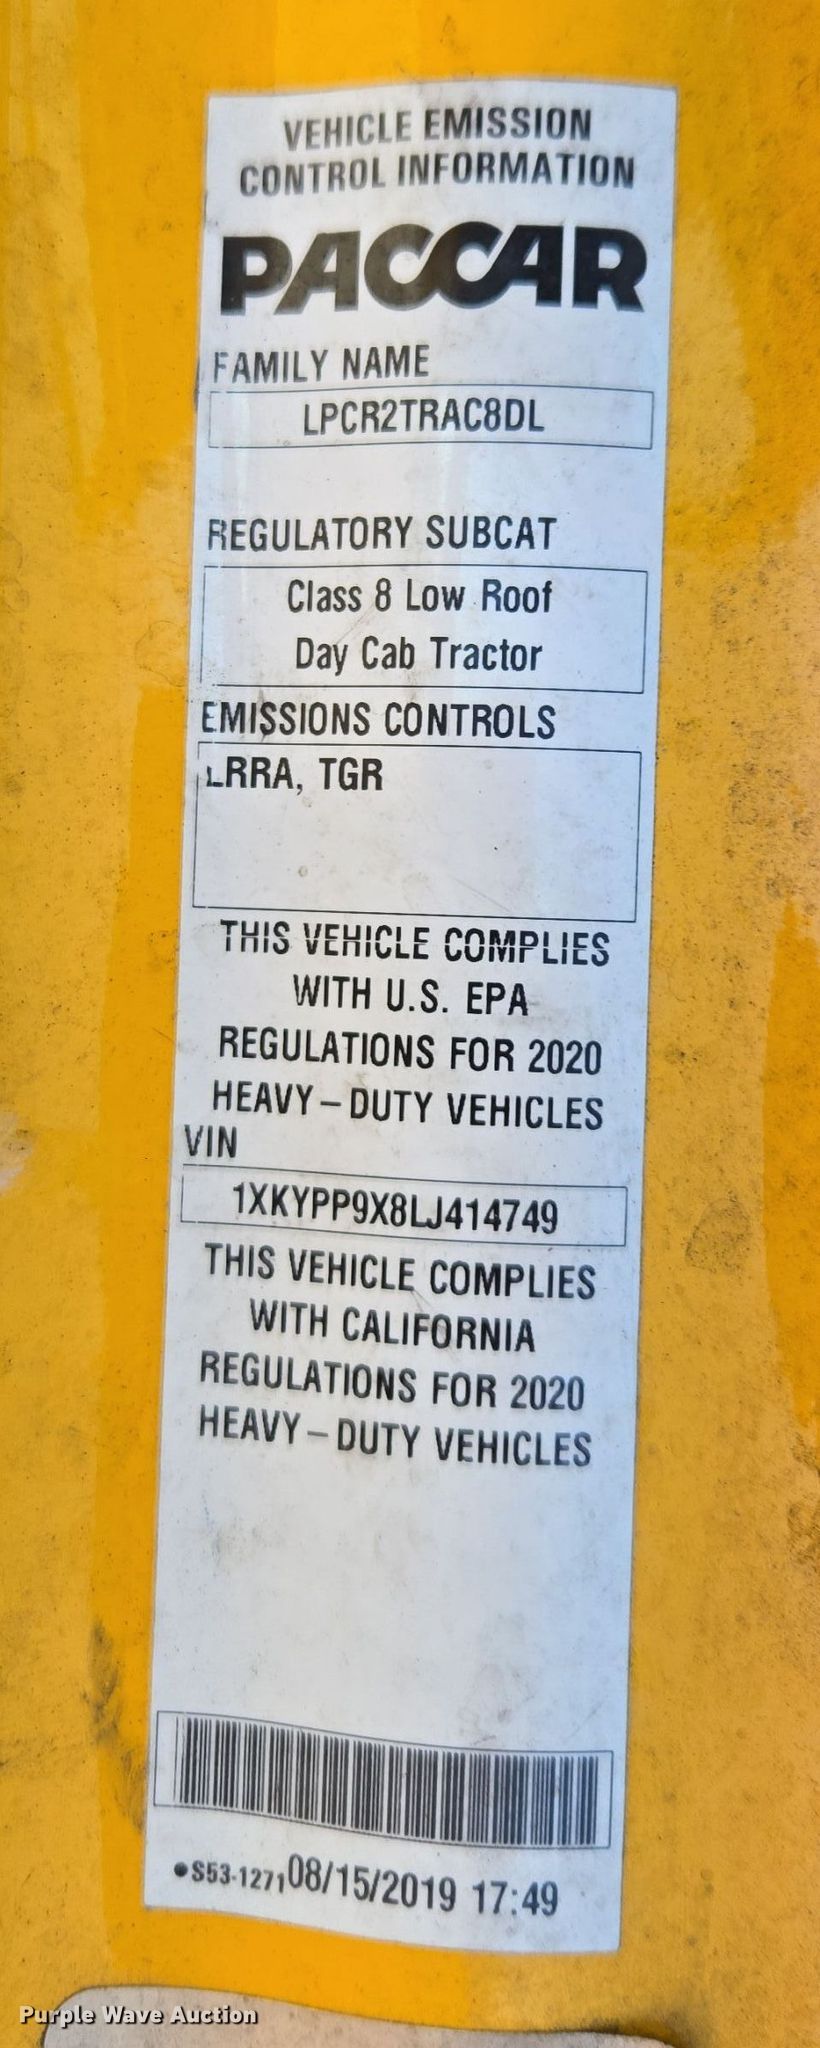 VEHICLE EMISSION
CONTROL INFORMATION
PACCAR
FAMILY NAME
LPCR2TRAC8DL
REGULATORY SUBCAT
Class 8 Low Roof
Day Cab Tractor
EMISSIONS CONTROLS
LRRA, TGR
THIS VEHICLE COMPLIES
WITH U.S. EPA
REGULATIONS FOR 2020
HEAVY-DUTY VEHICLES
VIN
1XKYPP9X8LJ414749
THIS VEHICLE COMPLIES
WITH CALIFORNIA
REGULATIONS FOR 2020
HEAVY-DUTY VEHICLES
•S53-1271 08/15/2019 17:49
Purple Wave Auction